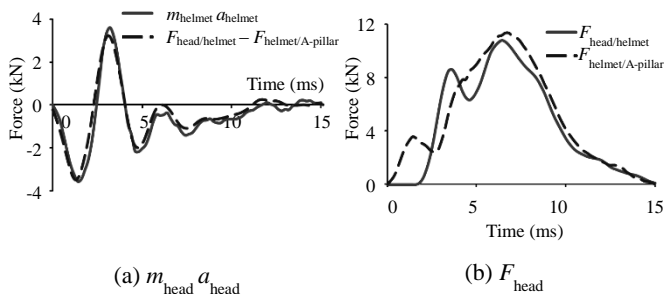 m_helmet a_helmet
F_head/helmet − F_helmet/A-pillar
Force (kN)
Time (ms)
4
2
0
-2
-4
0 5 10 15
(a) m_head a_head
F_head/helmet
F_helmet/A-pillar
Force (kN)
12
8
4
0
0 5 10 15
Time (ms)
(b) F_head